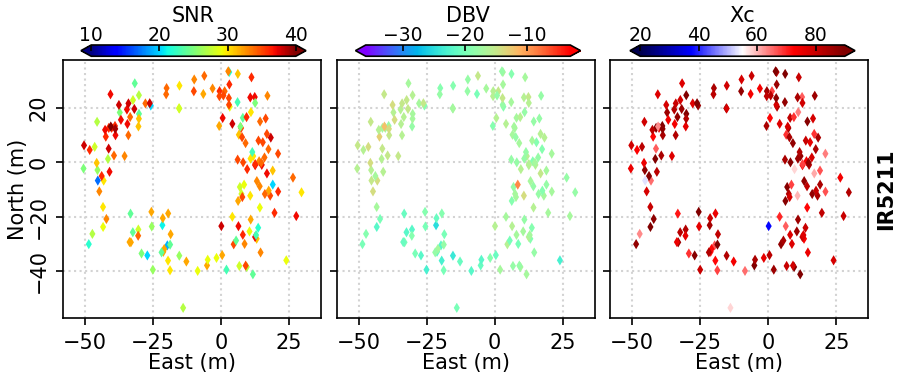 SNR DBV Xc
10 20 30 40 −30 −20 −10 20 40 60 80
20
0
−20
−40
North (m)
IR5211
−50 −25 0 25 −50 −25 0 25 −50 −25 0 25
East (m) East (m) East (m)